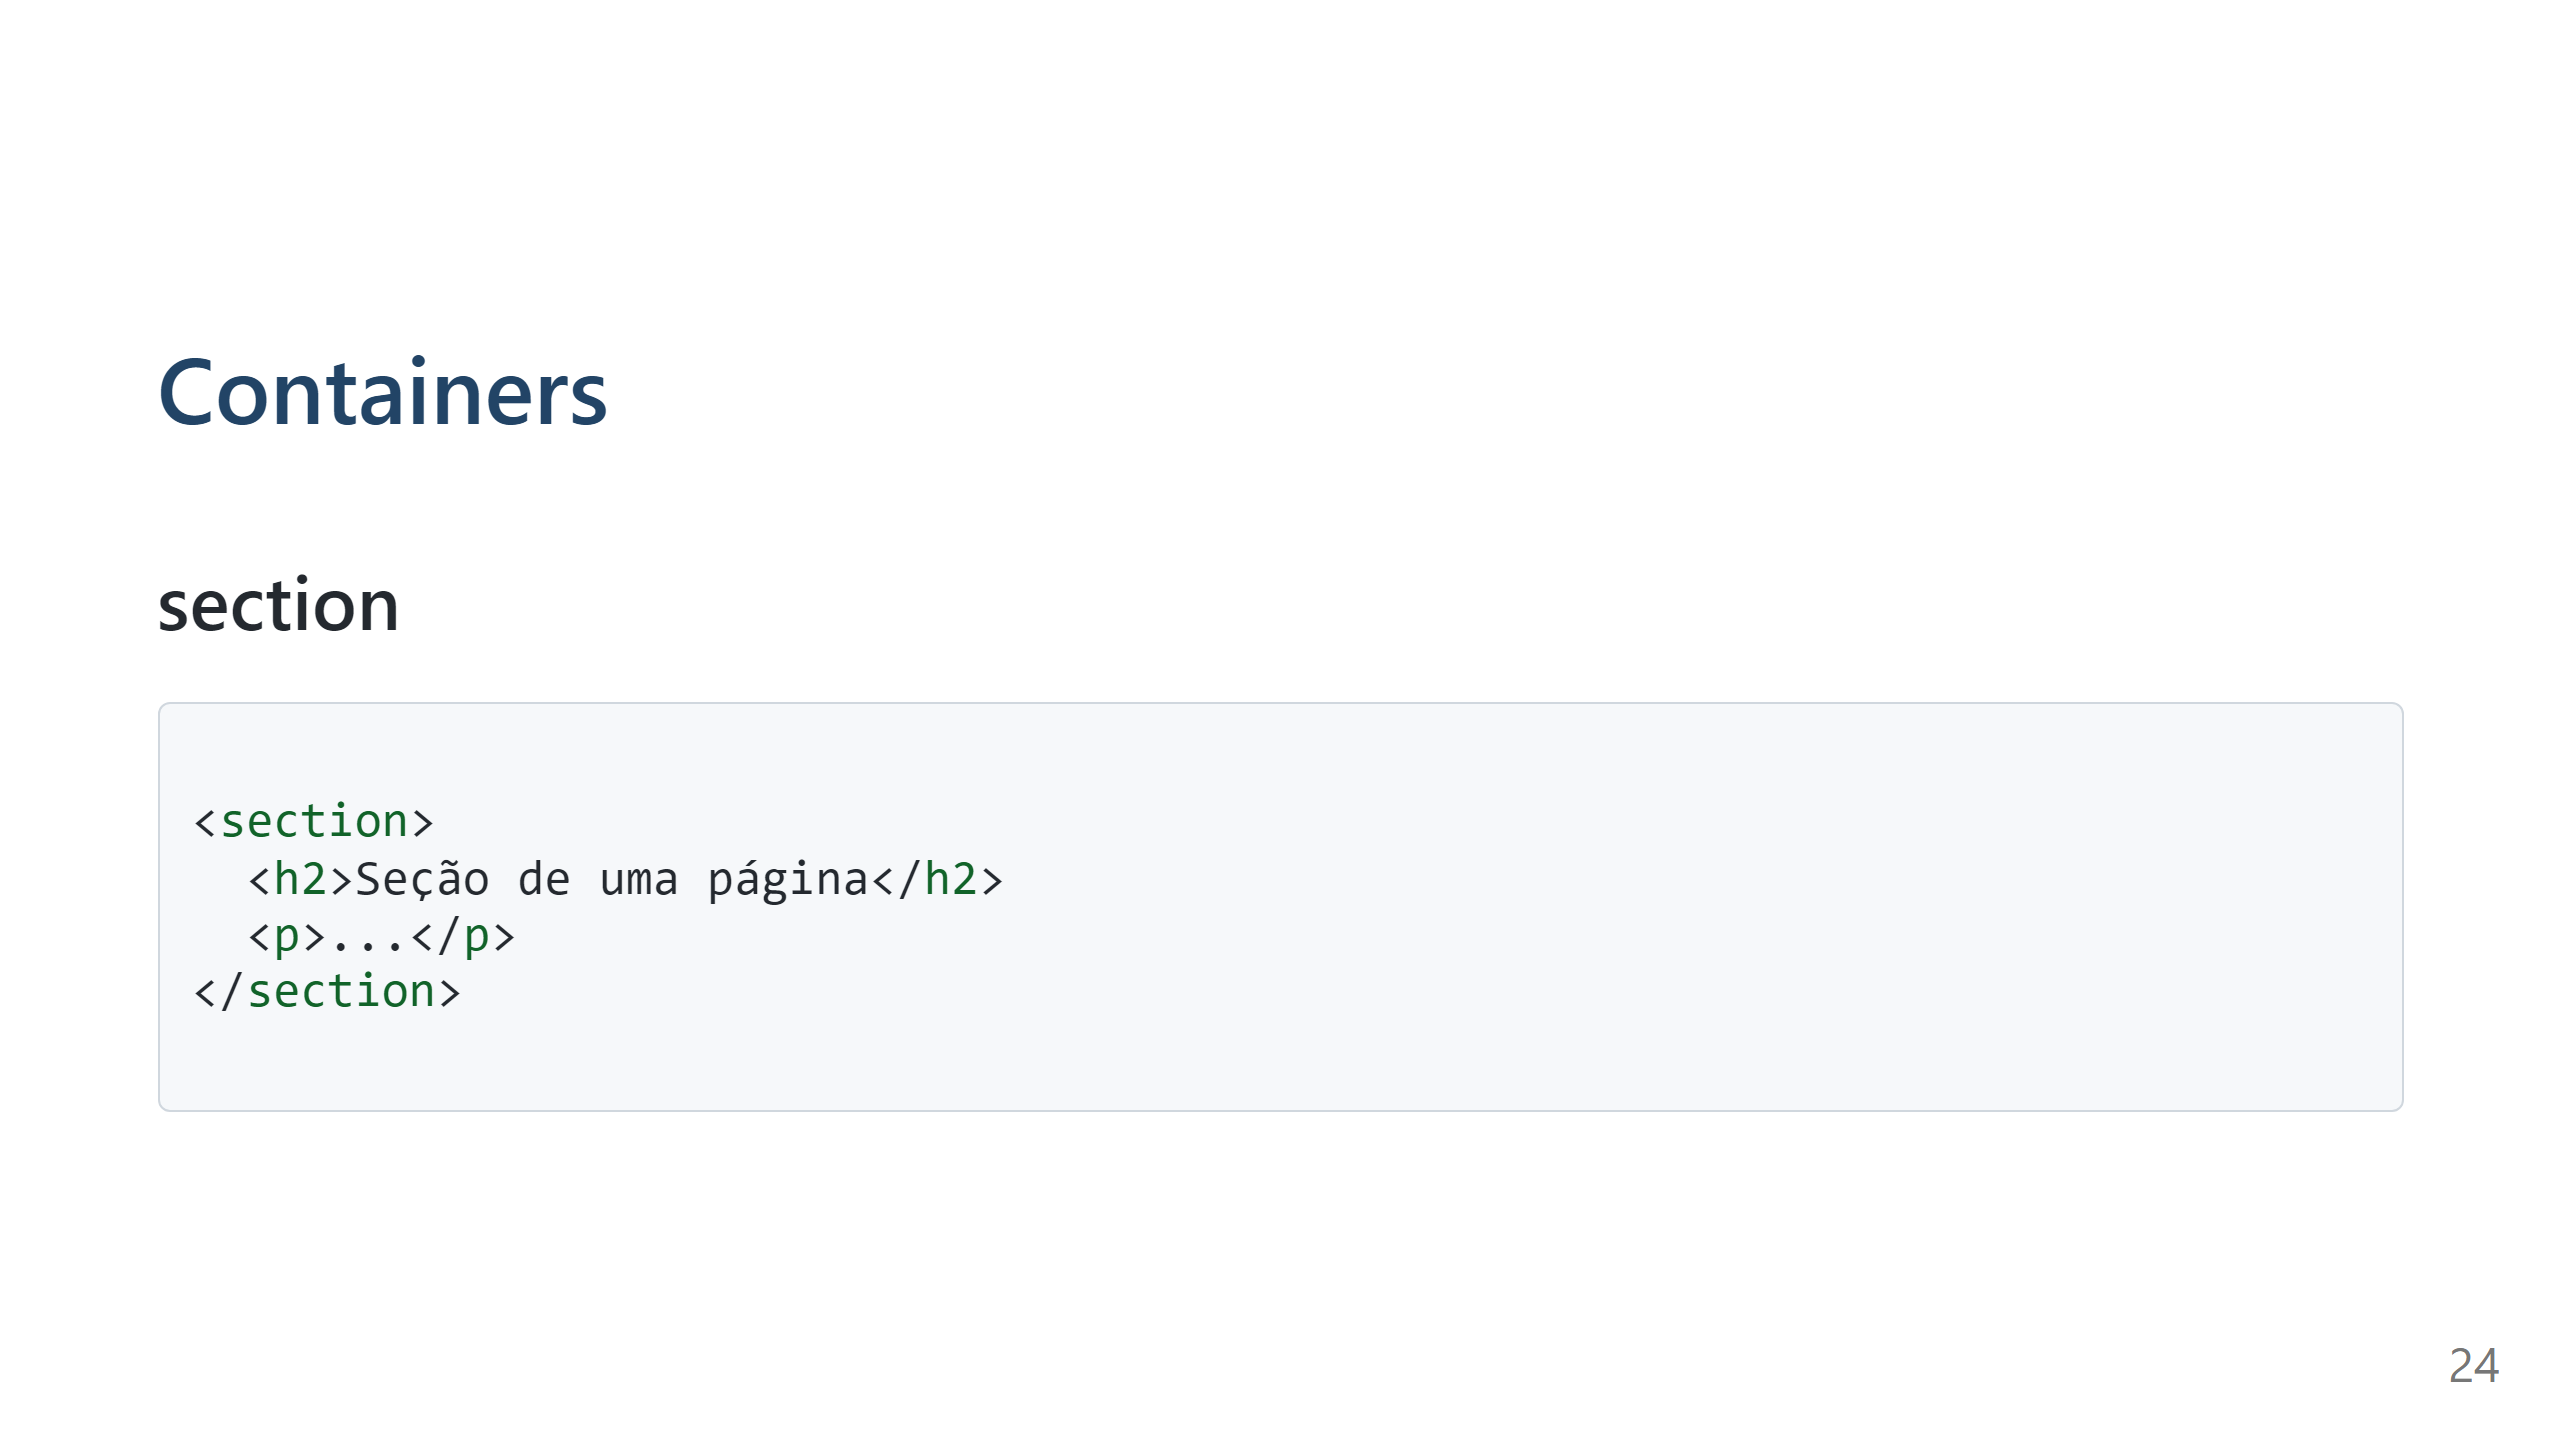 Containers
section
<section>
  <h2>Seção de uma página</h2>
  <p>...</p>
</section>
24